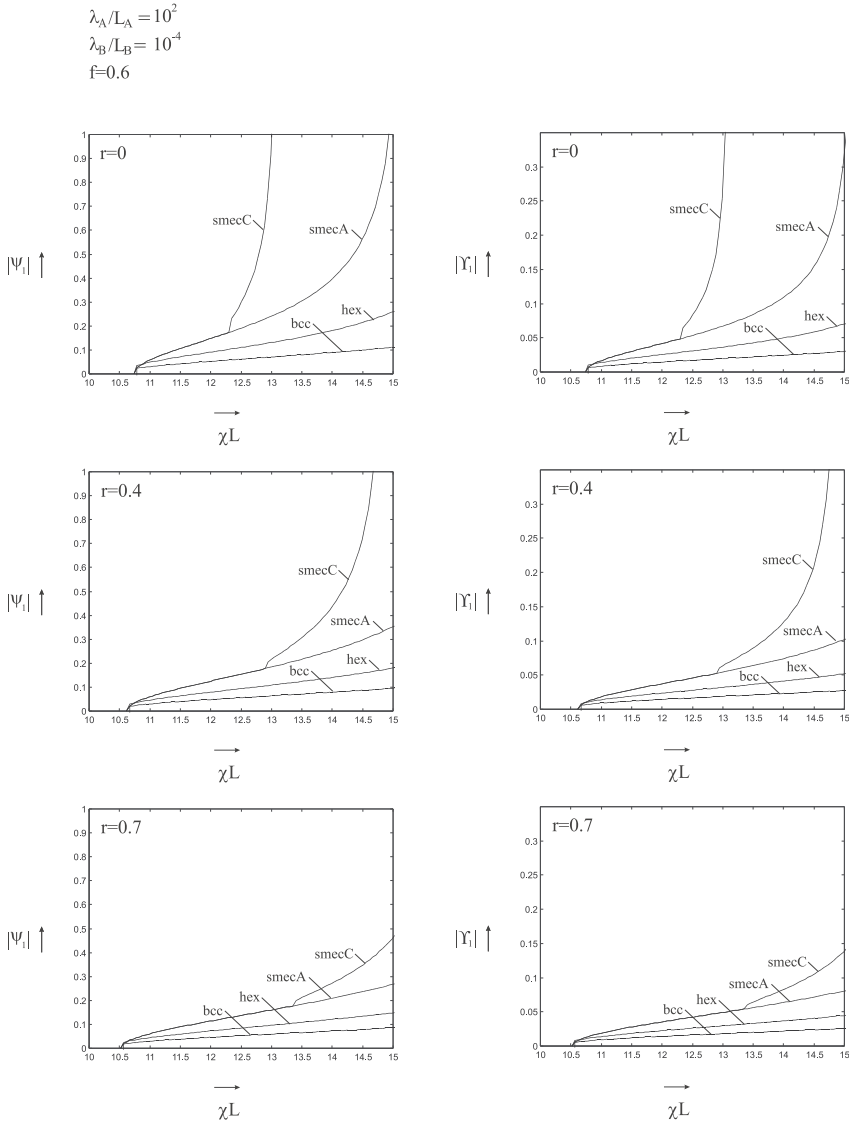 λA/LA = 10²
λB/LB = 10⁻⁴
f=0.6
r=0
1
0.9
0.8
0.7
0.6
0.5
0.4
0.3
0.2
0.1
0
smecC
smecA
hex
bcc
|Ψ₁|
10 10.5 11 11.5 12 12.5 13 13.5 14 14.5 15
χL
r=0
0.35
0.3
0.25
0.2
0.15
0.1
0.05
0
smecC
smecA
hex
bcc
|ϒ₁|
10 10.5 11 11.5 12 12.5 13 13.5 14 14.5 15
χL
r=0.4
1
0.9
0.8
0.7
0.6
0.5
0.4
0.3
0.2
0.1
0
smecC
smecA
hex
bcc
|Ψ₁|
10 10.5 11 11.5 12 12.5 13 13.5 14 14.5 15
χL
r=0.4
0.3
0.25
0.2
0.15
0.1
0.05
0
smecC
smecA
hex
bcc
|ϒ₁|
10 10.5 11 11.5 12 12.5 13 13.5 14 14.5 15
χL
r=0.7
1
0.9
0.8
0.7
0.6
0.5
0.4
0.3
0.2
0.1
0
smecC
smecA
hex
bcc
|Ψ₁|
10 10.5 11 11.5 12 12.5 13 13.5 14 14.5 15
χL
r=0.7
0.3
0.25
0.2
0.15
0.1
0.05
0
smecC
smecA
hex
bcc
|ϒ₁|
10 10.5 11 11.5 12 12.5 13 13.5 14 14.5 15
χL